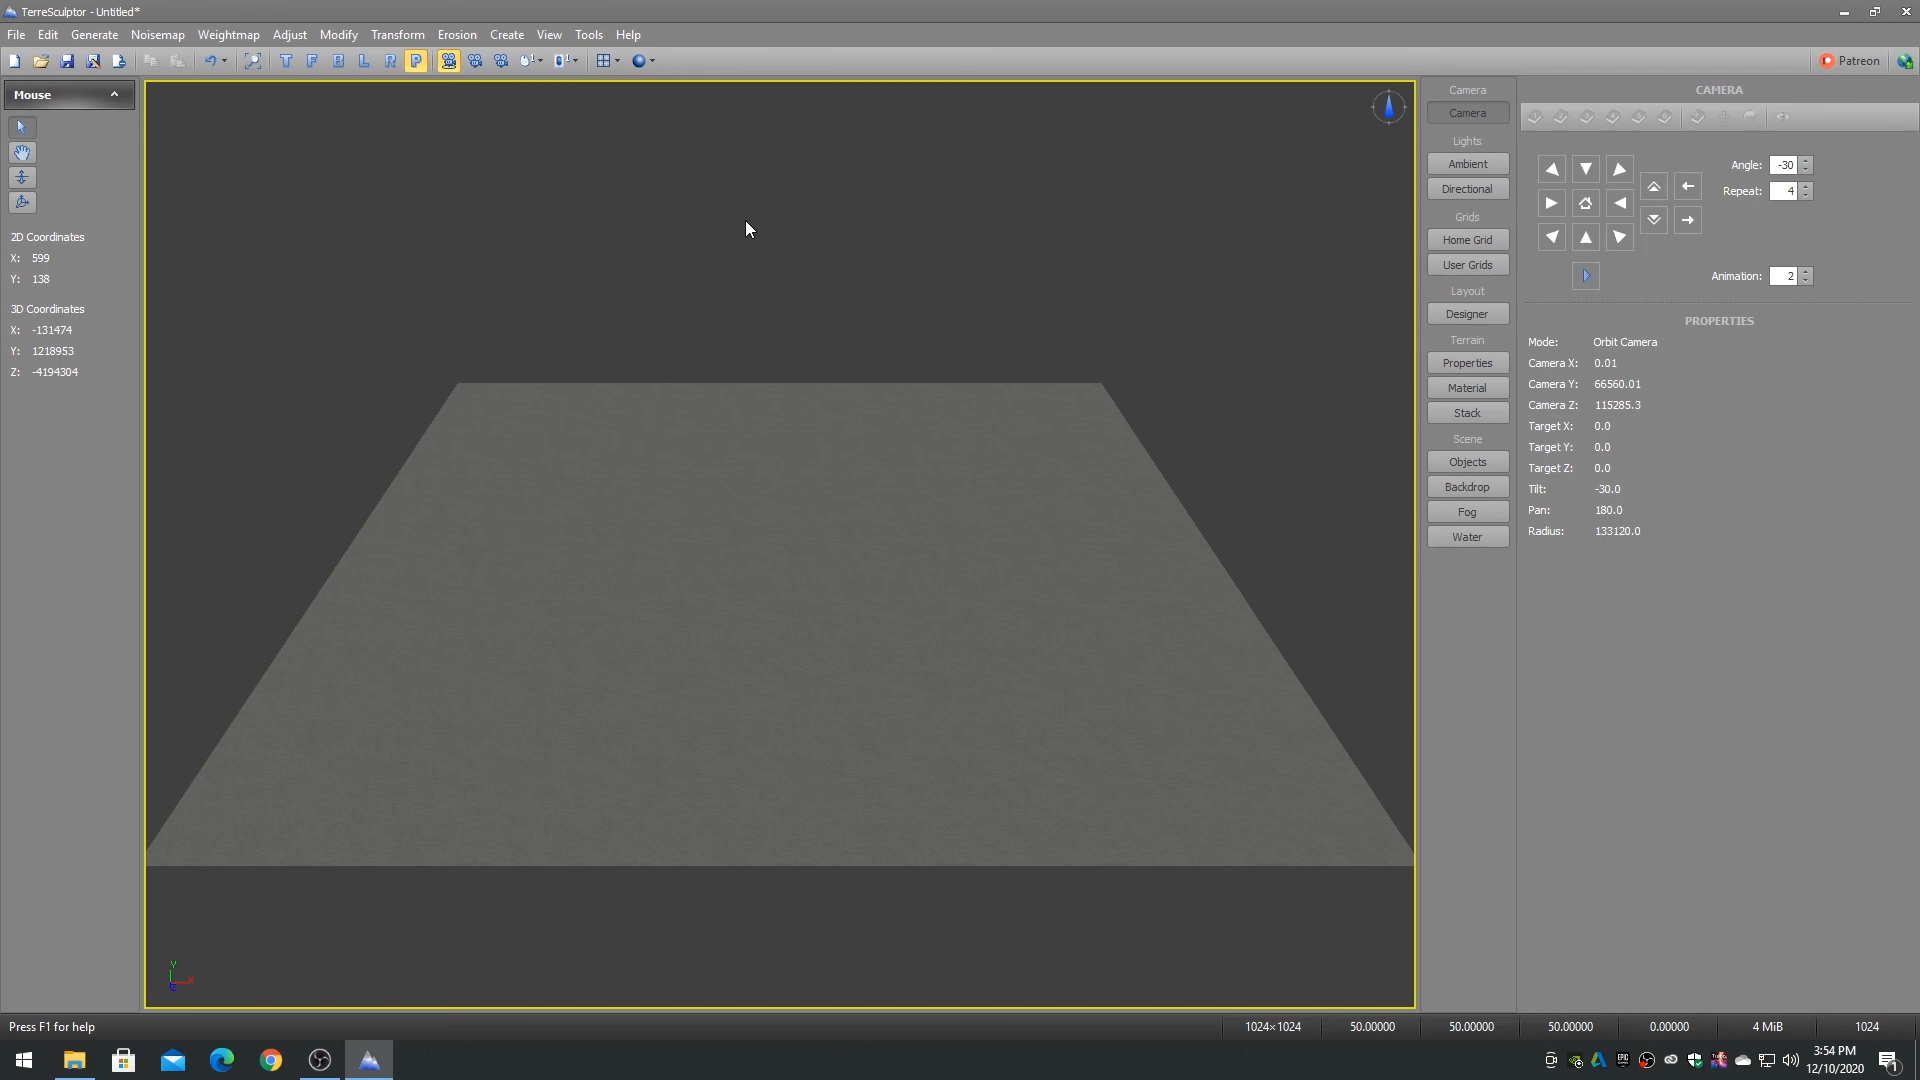 TerreSculptor - Untitled*
File Edit Generate Noisemap Weightmap Adjust Modify Transform Erosion Create View Tools Help
T F B L R P Patreon
Mouse
2D Coordinates
X: 599
Y: 138
3D Coordinates
X: -131474
Y: 1218953
Z: -4194304
Y
X
Z
Camera
Camera
Lights
Ambient
Directional
Grids
Home Grid
User Grids
Layout
Designer
Terrain
Properties
Material
Stack
Scene
Objects
Backdrop
Fog
Water
CAMERA
Angle: -30
Repeat: 4
Animation: 2
PROPERTIES
Mode: Orbit Camera
Camera X: 0.01
Camera Y: 66560.01
Camera Z: 115285.3
Target X: 0.0
Target Y: 0.0
Target Z: 0.0
Tilt: -30.0
Pan: 180.0
Radius: 133120.0
Press F1 for help 1024×1024 50.00000 50.00000 50.00000 0.00000 4 MiB 1024
3:54 PM
12/10/2020
1